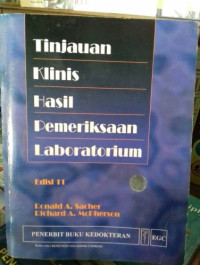 Tinjauan
Klinis
Hasil
Pemeriksaan
Laboratorium
Edisi 11
Ronald A. Sacher
Richard A. McPherson
PENERBIT BUKU KEDOKTERAN
EGC